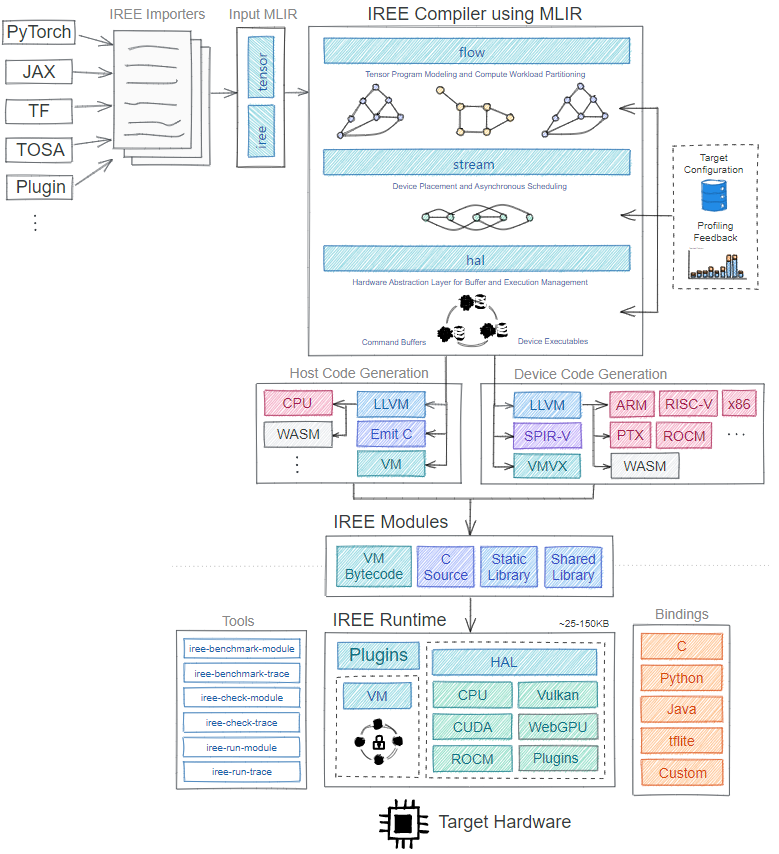 IREE Importers
Input MLIR
IREE Compiler using MLIR
PyTorch
JAX
TF
TOSA
Plugin
tensor
iree
flow
Tensor Program Modeling and Compute Workload Partitioning
stream
Device Placement and Asynchronous Scheduling
hal
Hardware Abstraction Layer for Buffer and Execution Management
Command Buffers
Device Executables
Target
Configuration
Profiling
Feedback
Host Code Generation
CPU
LLVM
WASM
Emit C
VM
Device Code Generation
LLVM
ARM
RISC-V
x86
SPIR-V
PTX
ROCM
...
VMVX
WASM
IREE Modules
VM
Bytecode
C
Source
Static
Library
Shared
Library
Tools
iree-benchmark-module
iree-benchmark-trace
iree-check-module
iree-check-trace
iree-run-module
iree-run-trace
IREE Runtime
~25-150KB
Plugins
VM
HAL
CPU
Vulkan
CUDA
WebGPU
ROCM
Plugins
Bindings
C
Python
Java
tflite
Custom
Target Hardware